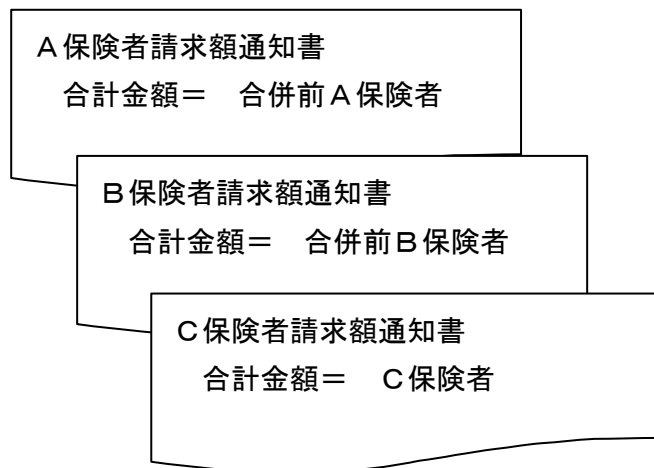 A保険者請求額通知書
合計金額＝　合併前A保険者
B保険者請求額通知書
合計金額＝　合併前B保険者
C保険者請求額通知書
合計金額＝　C保険者